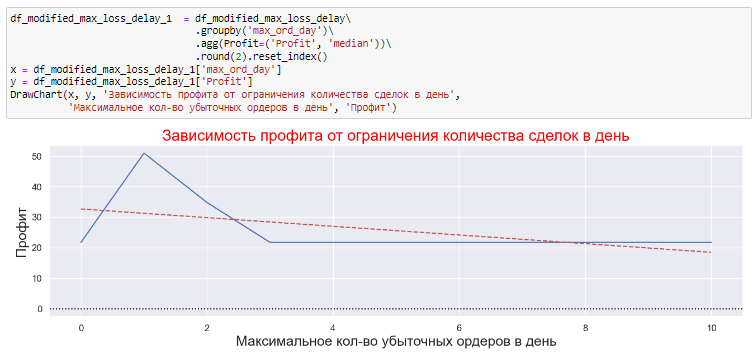 df_modified_max_loss_delay_1  = df_modified_max_loss_delay\
.groupby('max_ord_day')\
.agg(Profit=('Profit', 'median'))\
.round(2).reset_index()
x = df_modified_max_loss_delay_1['max_ord_day']
y = df_modified_max_loss_delay_1['Profit']
DrawChart(x, y, 'Зависимость профита от ограничения количества сделок в день',
'Максимальное кол-во убыточных ордеров в день', 'Профит')
Зависимость профита от ограничения количества сделок в день
Профит
50
40
30
20
10
0
0 2 4 6 8 10
Максимальное кол-во убыточных ордеров в день